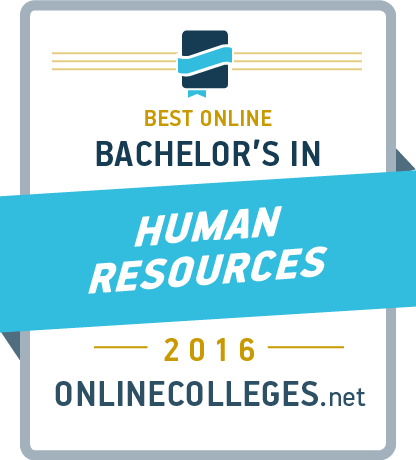 BEST ONLINE
BACHELOR'S IN
HUMAN
RESOURCES
2016
ONLINECOLLEGES.net